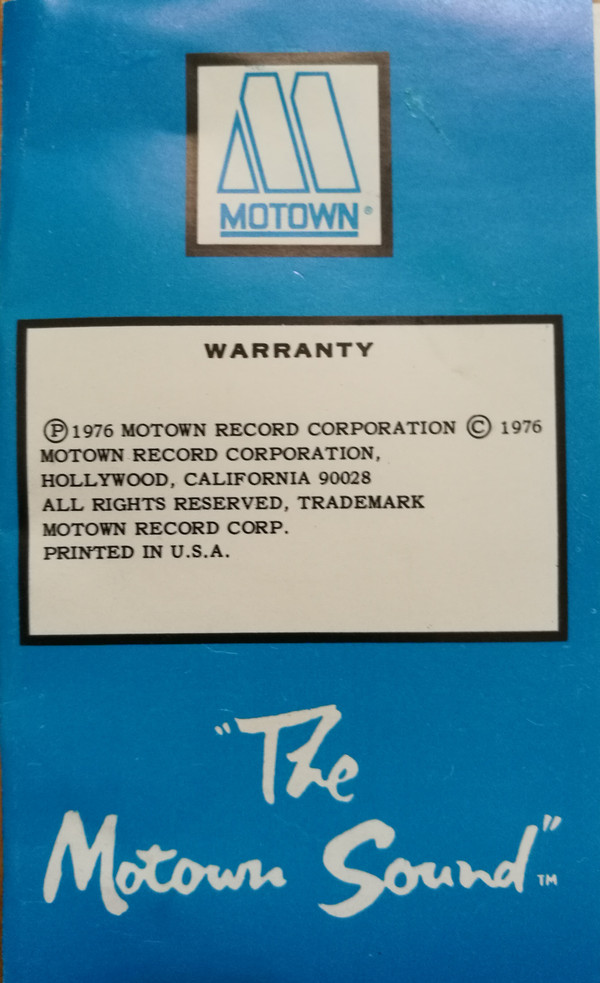 MOTOWN®
WARRANTY
Ⓟ1976 MOTOWN RECORD CORPORATION © 1976
MOTOWN RECORD CORPORATION,
HOLLYWOOD, CALIFORNIA 90028
ALL RIGHTS RESERVED, TRADEMARK
MOTOWN RECORD CORP.
PRINTED IN U.S.A.
"The
Motown Sound"™